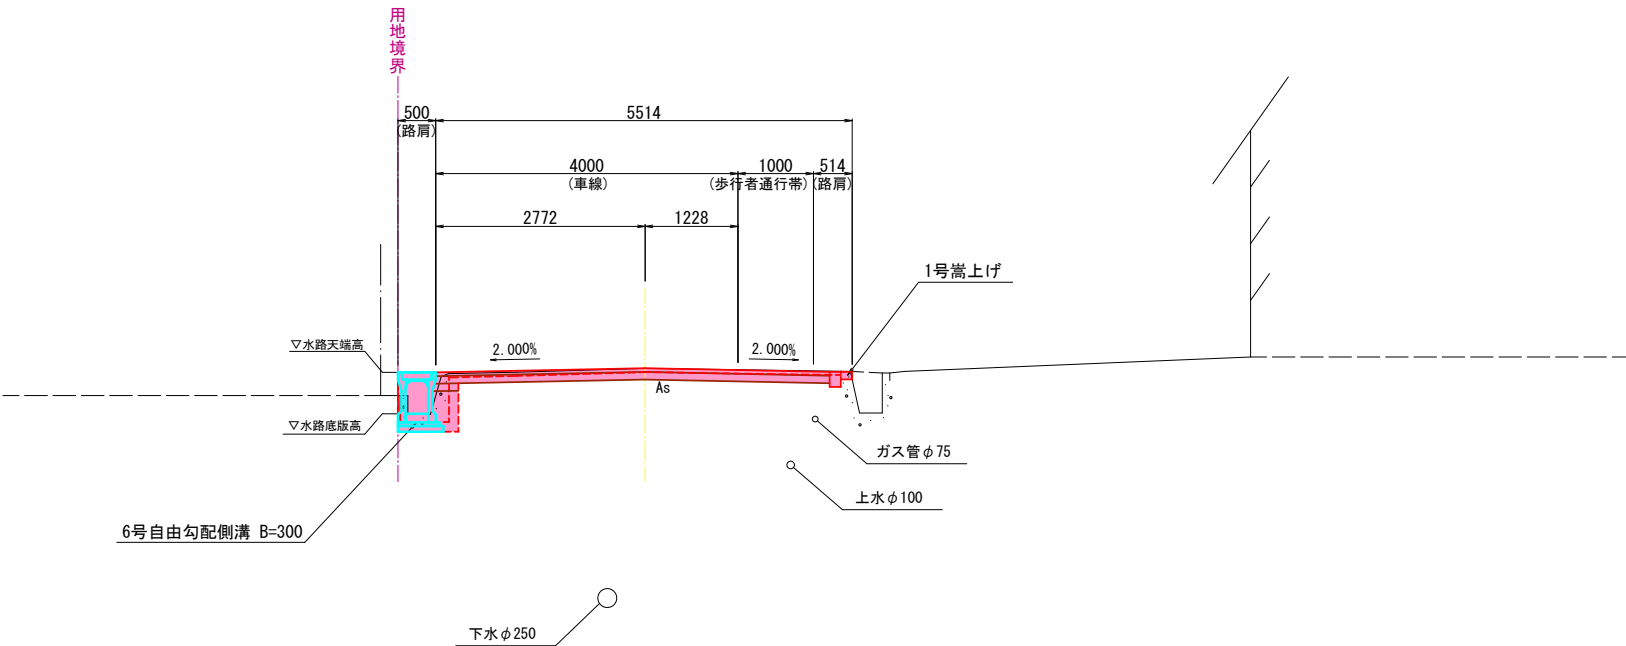 用地境界
500
(路肩)
5514
4000
(車線)
1000
(歩行者通行帯)
514
(路肩)
2772
1228
1号嵩上げ
▽水路天端高
2.000%
2.000%
As
▽水路底版高
ガス管φ75
上水φ100
6号自由勾配側溝 B=300
下水φ250